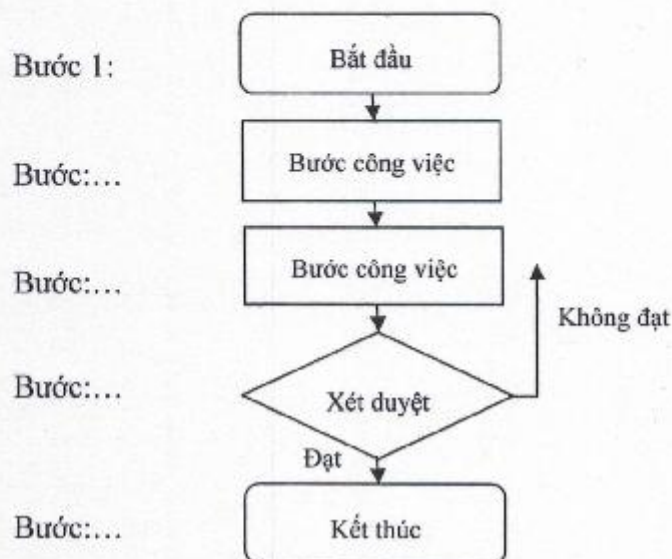 Bước 1:
Bắt đầu
Bước:...
Bước công việc
Bước:...
Bước công việc
Không đạt
Bước:...
Xét duyệt
Đạt
Bước:...
Kết thúc